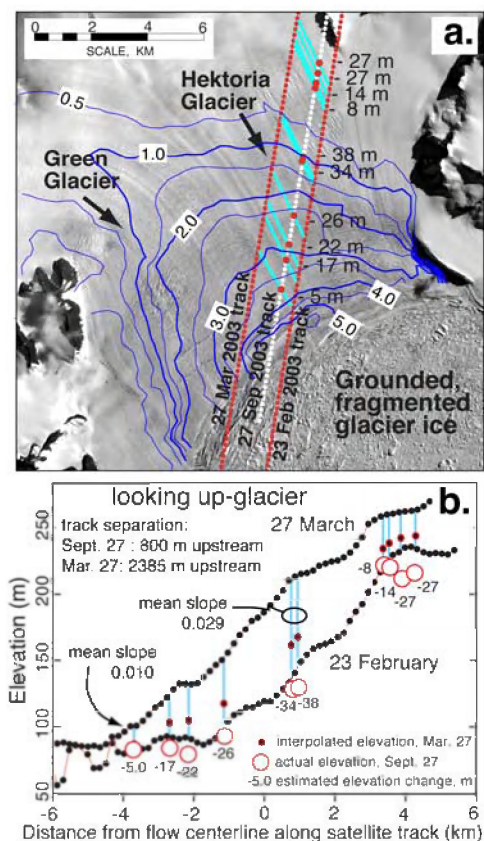 a.
0 2 4 6
SCALE, KM
Hektoria
Glacier
Green
Glacier
0.5
1.0
2.0
3.0
4.0
5.0
- 27 m
- 27 m
- 14 m
- 8 m
- 38 m
- 34 m
- 26 m
- 22 m
- 17 m
- 5 m
27 Mar 2003 track
27 Sep 2003 track
23 Feb 2003 track
Grounded,
fragmented
glacier ice
b.
looking up-glacier
track separation:
Sept. 27 : 800 m upstream
Mar. 27: 2385 m upstream
27 March
mean slope
0.029
mean slope
0.010
23 February
-8
-14
-27
-27
-34
-38
-26
-5.0
-17
-22
interpolated elevation, Mar. 27
actual elevation, Sept. 27
-5.0 estimated elevation change, m
Elevation (m)
250
200
150
100
50
-6 -4 -2 0 2 4 6
Distance from flow centerline along satellite track (km)